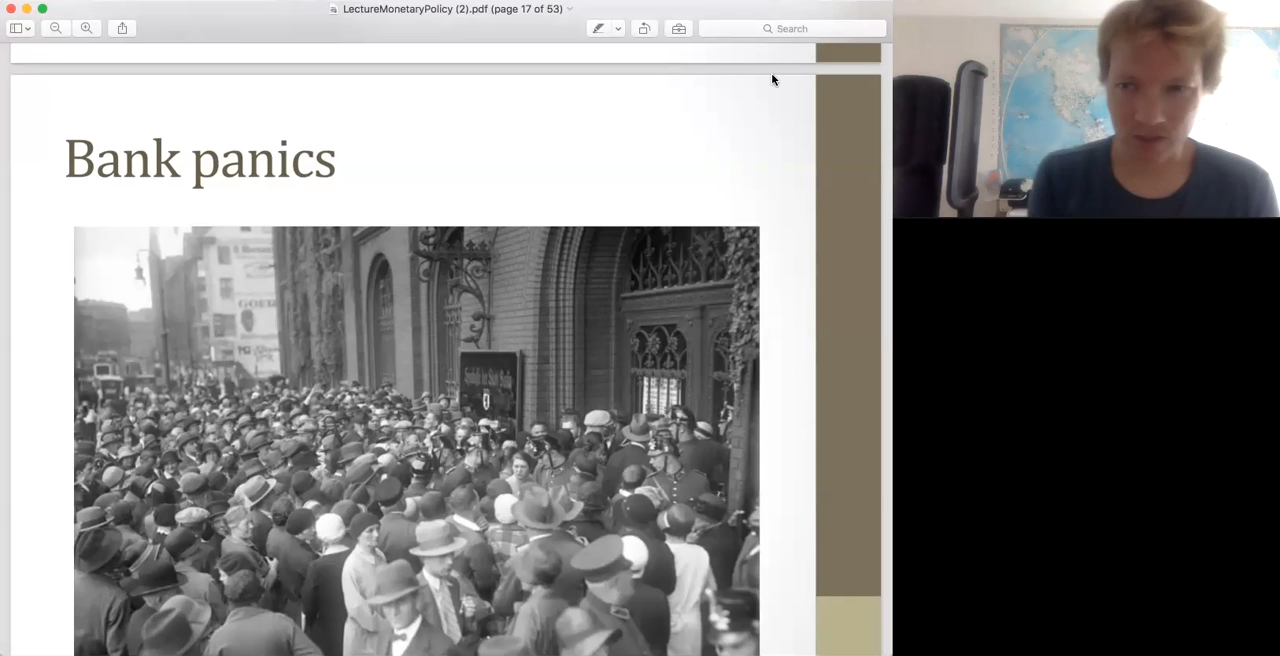 LectureMonetaryPolicy (2).pdf (page 17 of 53)
Search
Bank panics